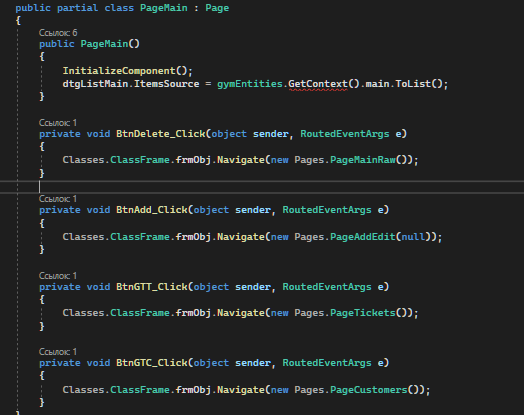 public partial class PageMain : Page
{
Ссылок: 6
public PageMain()
{
InitializeComponent();
dtgListMain.ItemsSource = gymEntities.GetContext().main.ToList();
}
Ссылок: 1
private void BtnDelete_Click(object sender, RoutedEventArgs e)
{
Classes.ClassFrame.frmObj.Navigate(new Pages.PageMainRaw());
}
Ссылок: 1
private void BtnAdd_Click(object sender, RoutedEventArgs e)
{
Classes.ClassFrame.frmObj.Navigate(new Pages.PageAddEdit(null));
}
Ссылок: 1
private void BtnGTT_Click(object sender, RoutedEventArgs e)
{
Classes.ClassFrame.frmObj.Navigate(new Pages.PageTickets());
}
Ссылок: 1
private void BtnGTC_Click(object sender, RoutedEventArgs e)
{
Classes.ClassFrame.frmObj.Navigate(new Pages.PageCustomers());
}
}